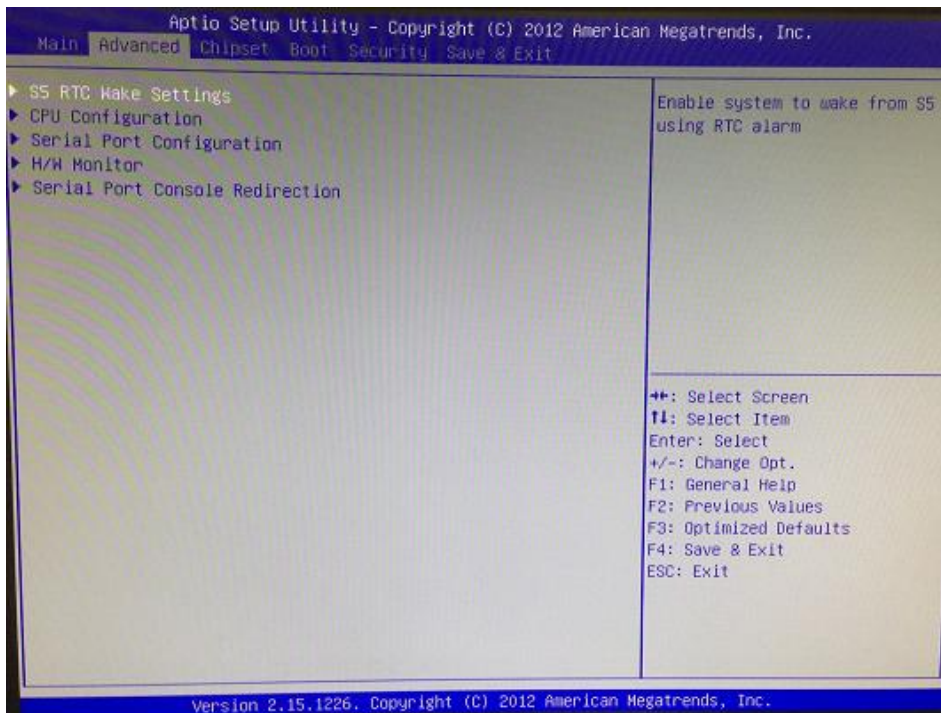 Aptio Setup Utility - Copyright (C) 2012 American Megatrends, Inc.
Main Advanced Chipset Boot Security Save & Exit
S5 RTC Wake Settings
CPU Configuration
Serial Port Configuration
H/W Monitor
Serial Port Console Redirection
Enable system to wake from S5
using RTC alarm
→←: Select Screen
↑↓: Select Item
Enter: Select
+/-: Change Opt.
F1: General Help
F2: Previous Values
F3: Optimized Defaults
F4: Save & Exit
ESC: Exit
Version 2.15.1226. Copyright (C) 2012 American Megatrends, Inc.